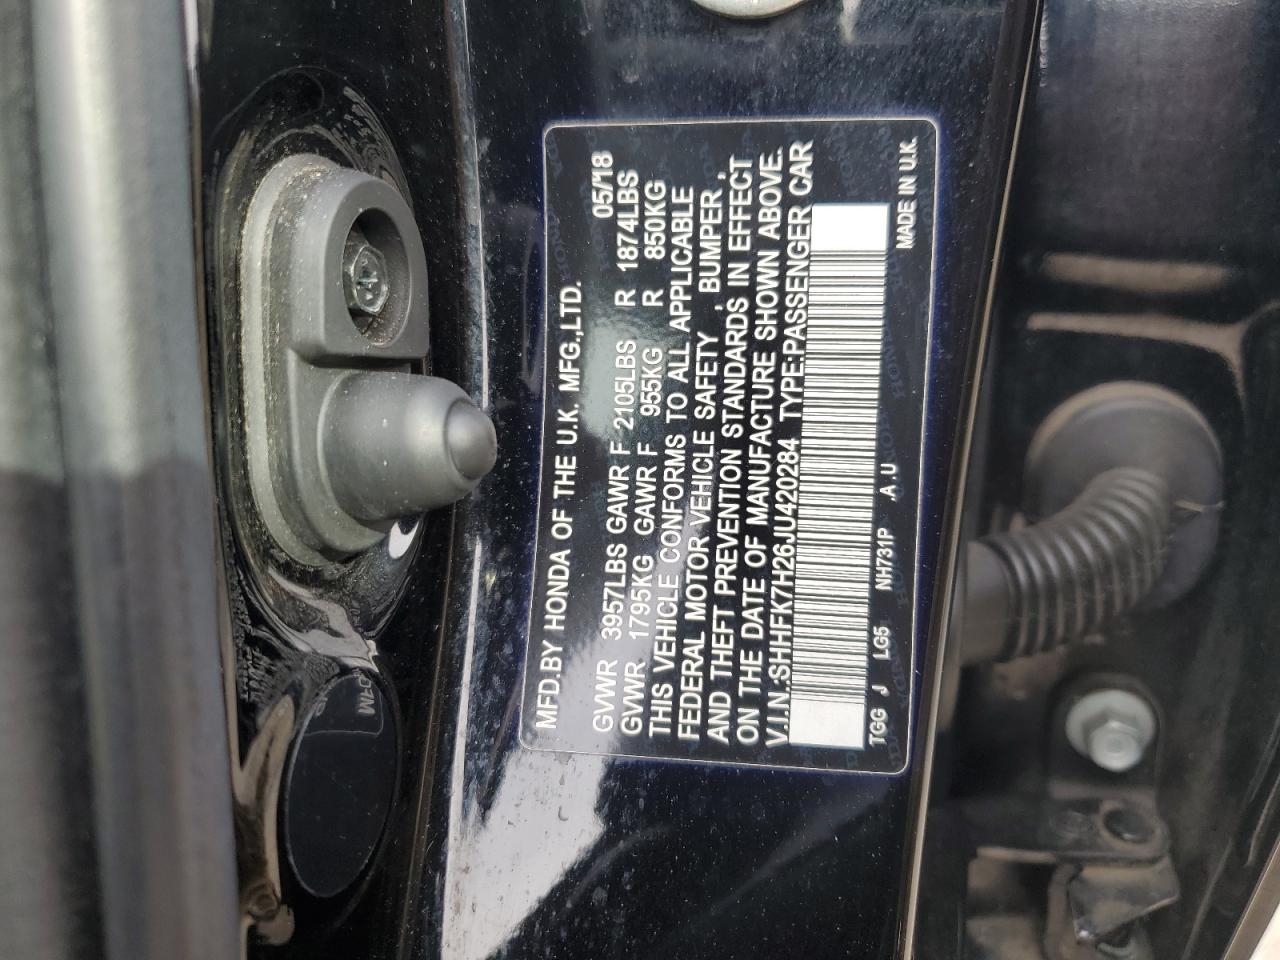 MFD.BY HONDA OF THE U.K. MFG.,LTD.
05/'18
GVWR 3957LBS GAWR F 2105LBS R 1874LBS
GVWR 1795KG GAWR F 955KG R 850KG
THIS VEHICLE CONFORMS TO ALL APPLICABLE
FEDERAL MOTOR VEHICLE SAFETY , BUMPER ,
AND THEFT PREVENTION STANDARDS IN EFFECT
ON THE DATE OF MANUFACTURE SHOWN ABOVE.
V.I.N.:SHHFK7H26JU420284 TYPE:PASSENGER CAR
TGG J LG5 NH731P A.U MADE IN U.K.